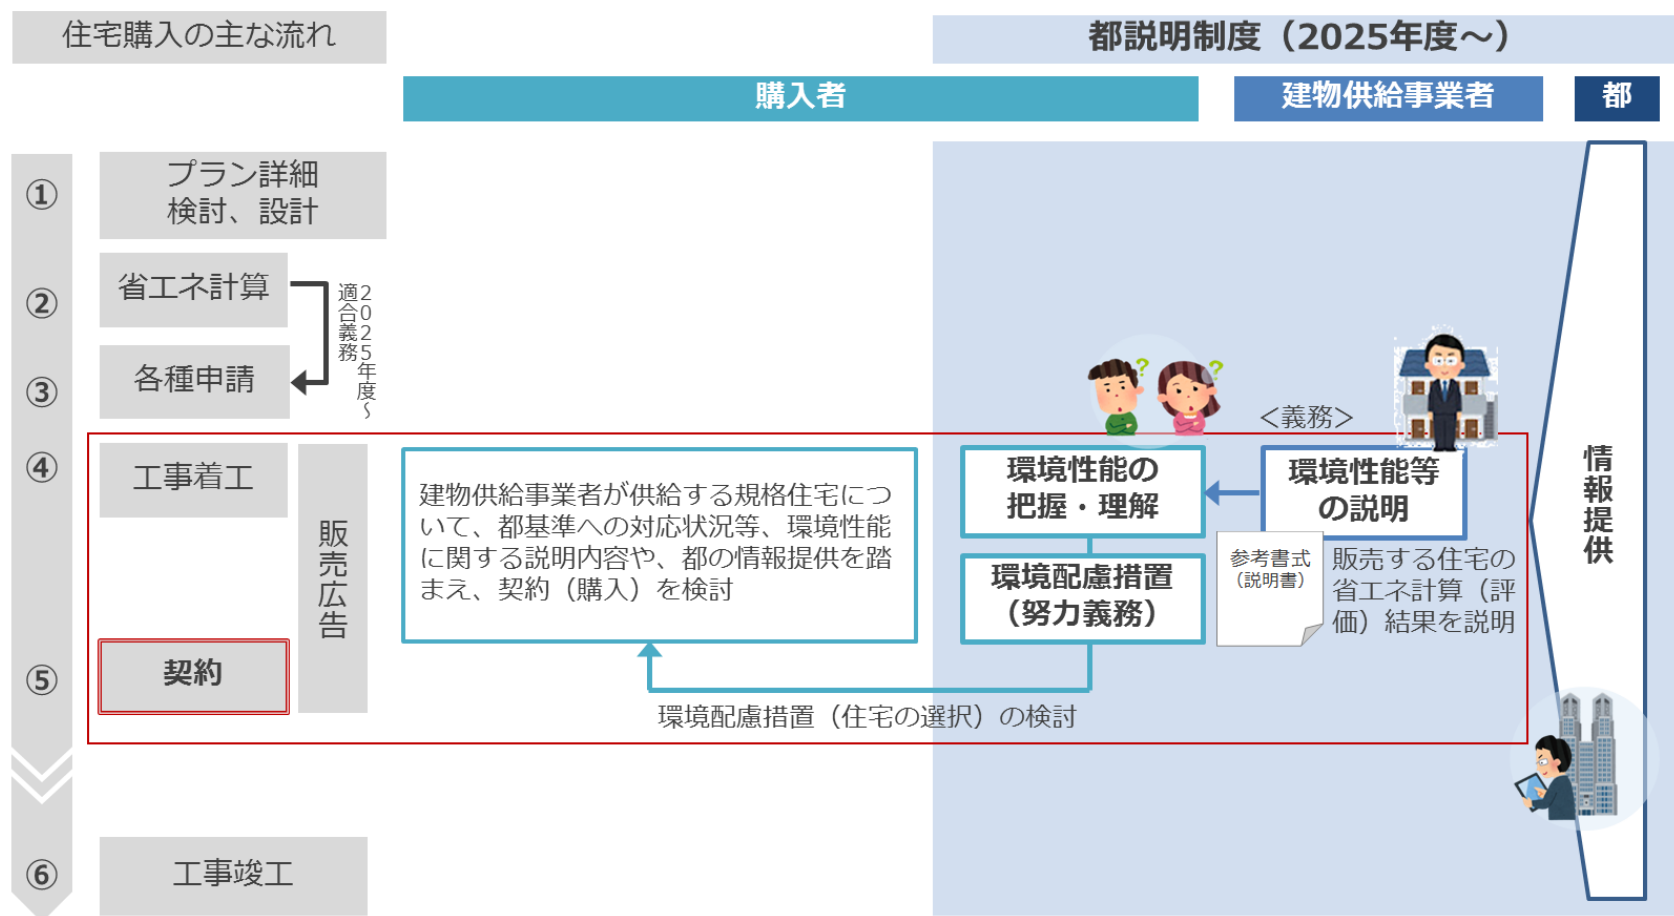 住宅購入の主な流れ
都説明制度（2025年度～）
購入者
建物供給事業者
都
①
プラン詳細
検討、設計
②
省エネ計算
2025年度～
適合義務
③
各種申請
④
工事着工
販売広告
建物供給事業者が供給する規格住宅につ
いて、都基準への対応状況等、環境性能
に関する説明内容や、都の情報提供を踏
まえ、契約（購入）を検討
?
?
＜義務＞
環境性能の
把握・理解
環境性能等
の説明
環境配慮措置
（努力義務）
参考書式
（説明書）
販売する住宅の
省エネ計算（評
価）結果を説明
情報提供
⑤
契約
環境配慮措置（住宅の選択）の検討
⑥
工事竣工